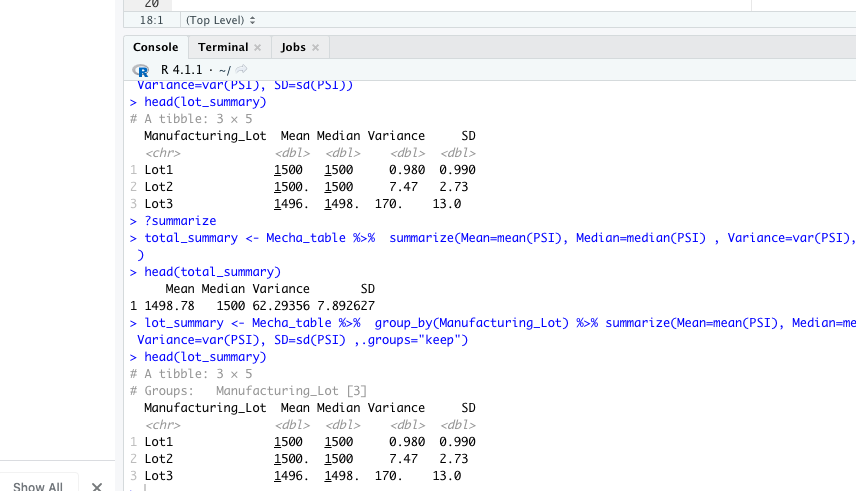 20
18:1 (Top Level)
Console Terminal × Jobs ×
R R 4.1.1 · ~/
Variance=var(PSI), SD=sd(PSI))
> head(lot_summary)
# A tibble: 3 × 5
Manufacturing_Lot Mean Median Variance SD
<chr> <dbl> <dbl> <dbl> <dbl>
1 Lot1 1500 1500 0.980 0.990
2 Lot2 1500. 1500 7.47 2.73
3 Lot3 1496. 1498. 170. 13.0
> ?summarize
> total_summary <- Mecha_table %>% summarize(Mean=mean(PSI), Median=median(PSI) , Variance=var(PSI),
)
> head(total_summary)
Mean Median Variance SD
1 1498.78 1500 62.29356 7.892627
> lot_summary <- Mecha_table %>% group_by(Manufacturing_Lot) %>% summarize(Mean=mean(PSI), Median=me
Variance=var(PSI), SD=sd(PSI) ,.groups="keep")
> head(lot_summary)
# A tibble: 3 × 5
# Groups: Manufacturing_Lot [3]
Manufacturing_Lot Mean Median Variance SD
<chr> <dbl> <dbl> <dbl> <dbl>
1 Lot1 1500 1500 0.980 0.990
2 Lot2 1500. 1500 7.47 2.73
3 Lot3 1496. 1498. 170. 13.0
>
Show All ×